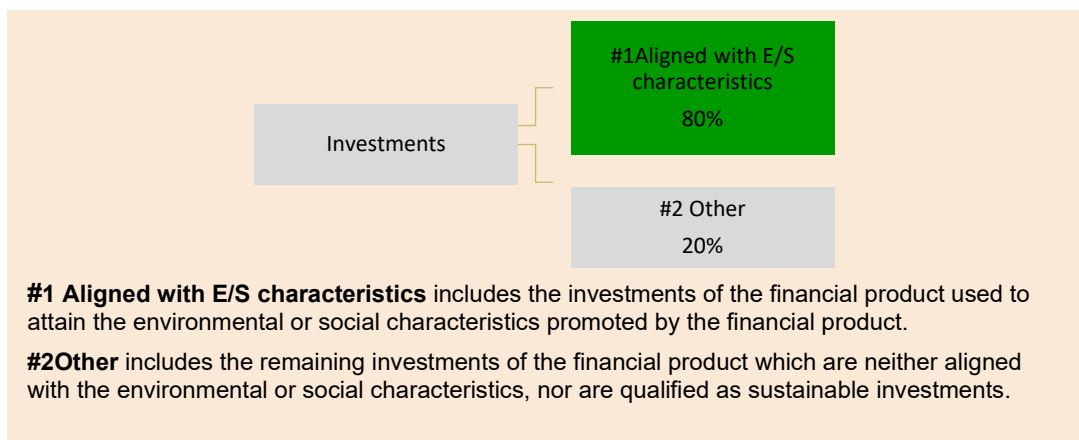 #1Aligned with E/S
characteristics
80%
Investments
#2 Other
20%
#1 Aligned with E/S characteristics includes the investments of the financial product used to
attain the environmental or social characteristics promoted by the financial product.
#2Other includes the remaining investments of the financial product which are neither aligned
with the environmental or social characteristics, nor are qualified as sustainable investments.